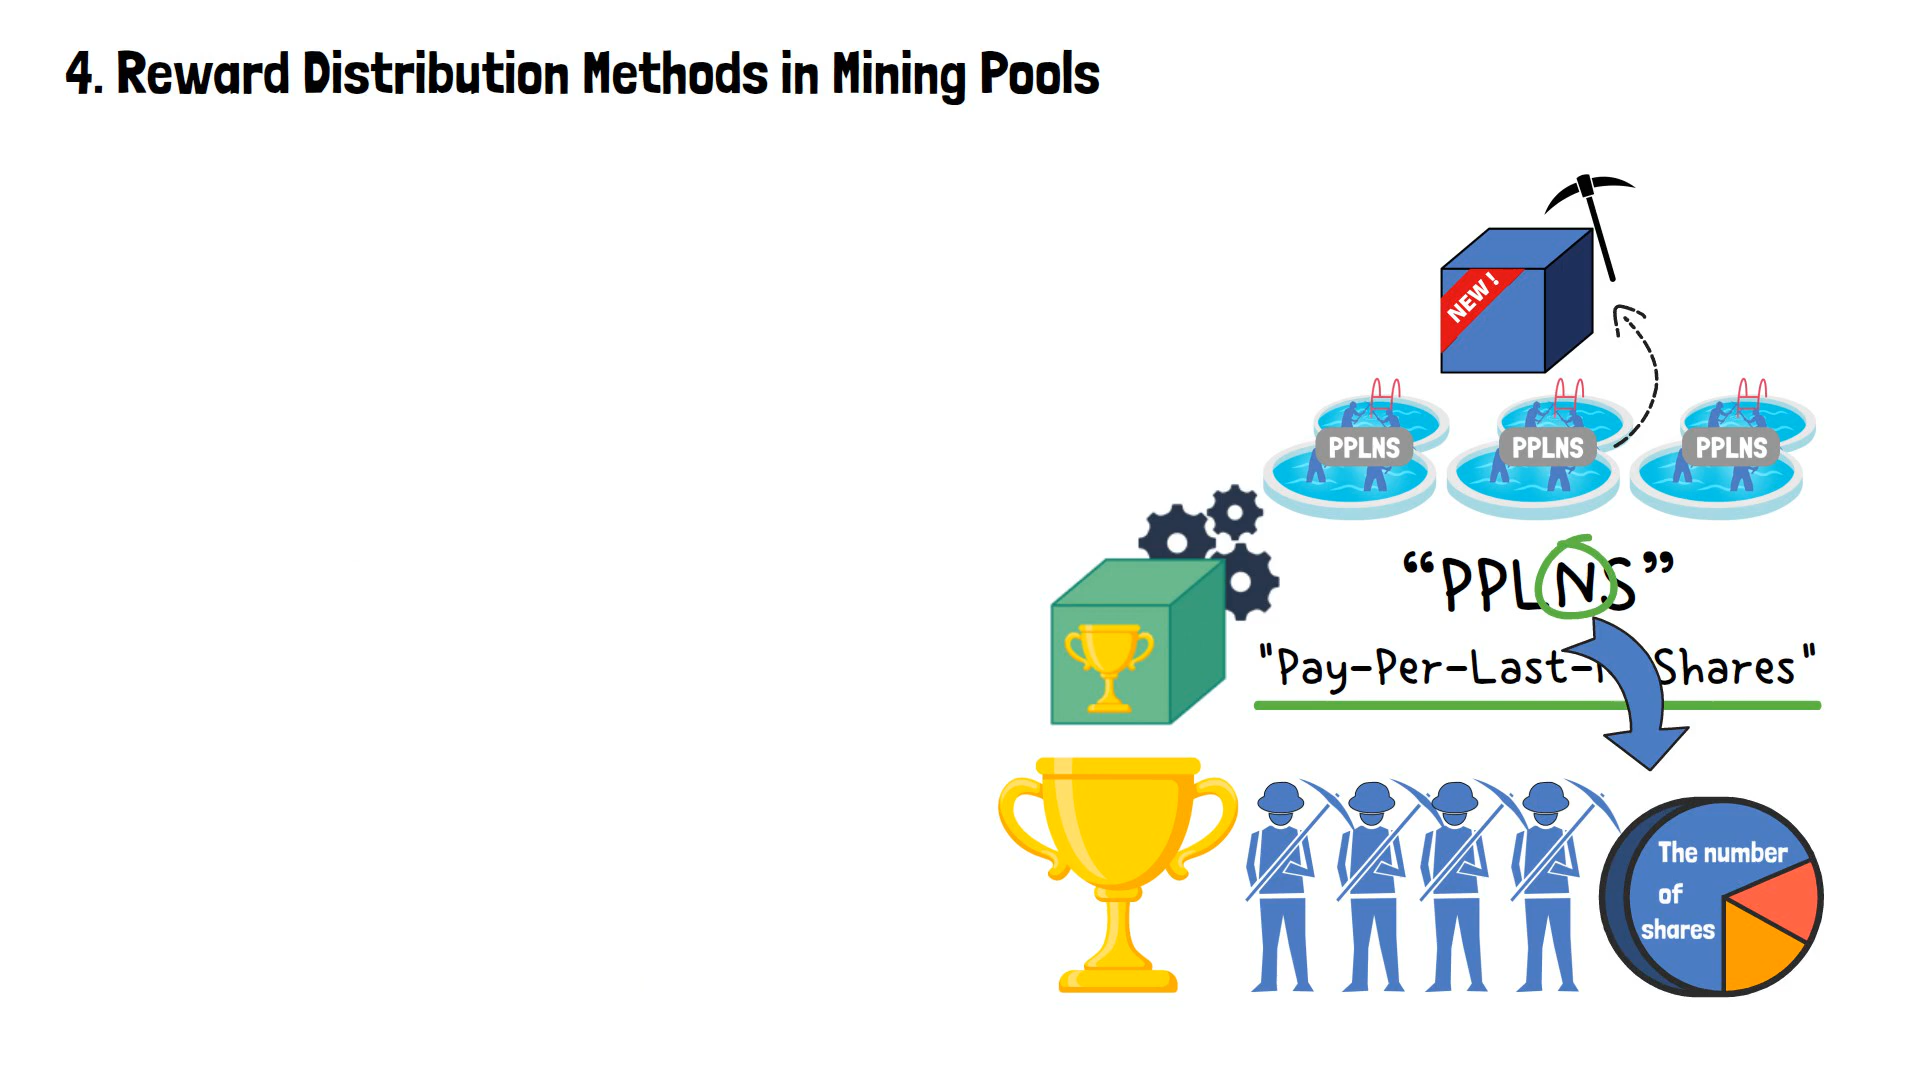 4. Reward Distribution Methods in Mining Pools
NEW!
PPLNS PPLNS PPLNS
“PPLNS”
"Pay-Per-Last- Shares"
The number
of
shares